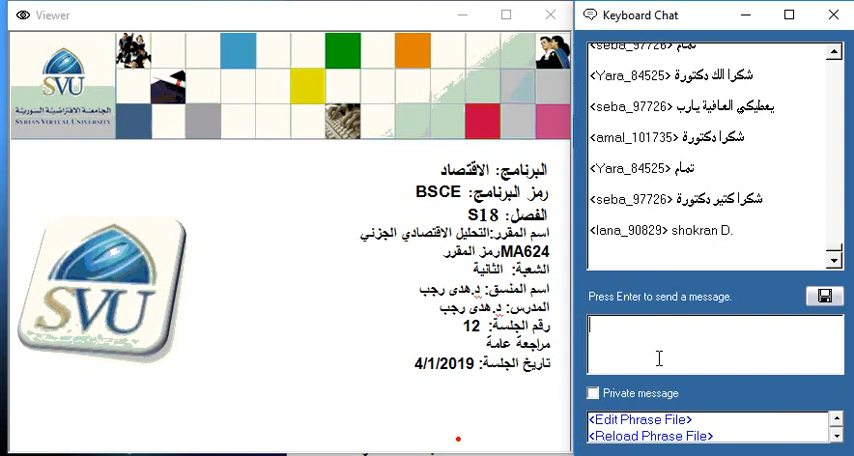 Viewer
SVU
الجامعة الافتراضية السورية
SYRIAN VIRTUAL UNIVERSITY
البرنامج: الاقتصاد
رمز البرنامج: BSCE
الفصل: S18
اسم المقرر:التحليل الاقتصادي الجزئي
MA624رمز المقرر
الشعبة: الثانية
اسم المنسق: د.هدى رجب
المدرس: د.هدى رجب
رقم الجلسة: 12
مراجعة عامة
تاريخ الجلسة: 4/1/2019
SVU
Keyboard Chat
<seba_97726> تمام
<Yara_84525> شكرا الك دكتورة
<seba_97726> يعطيكي العافية يارب
<amal_101735> شكرا دكتورة
<Yara_84525> تمام
<seba_97726> شكرا كتير دكتورة
<lana_90829> shokran D.
Press Enter to send a message.
Private message
<Edit Phrase File>
<Reload Phrase File>